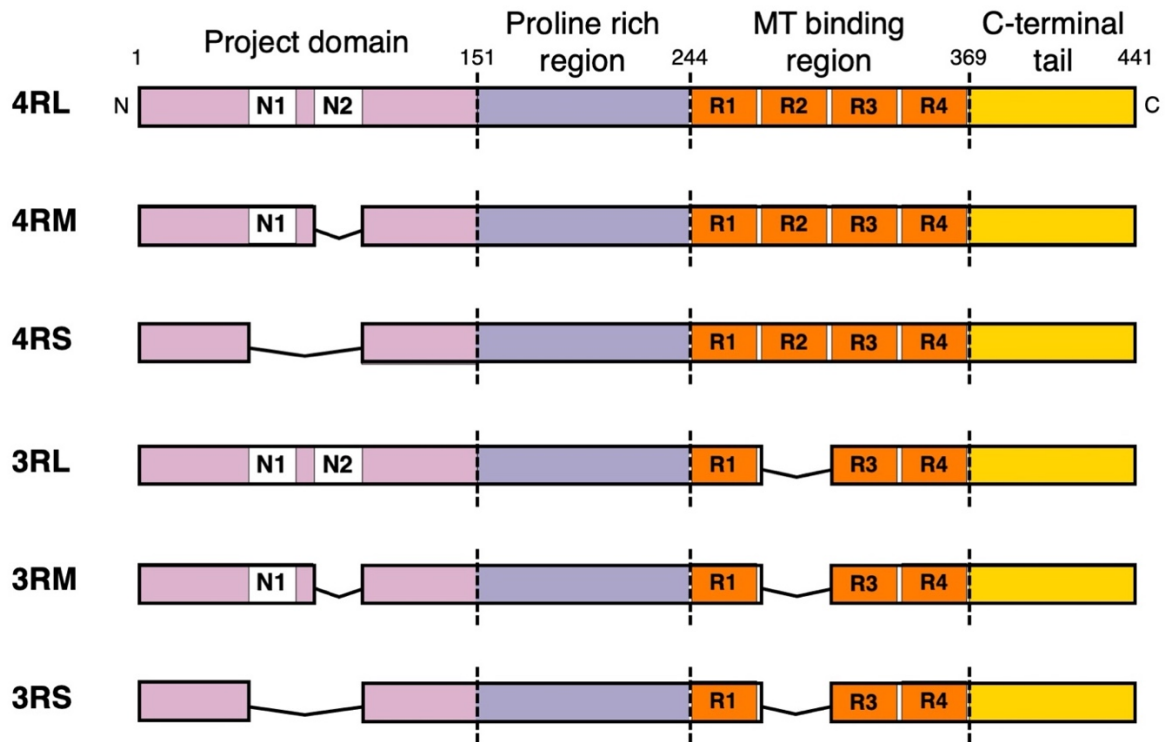 Project domain
Proline rich region
MT binding region
C-terminal tail
1 151 244 369 441
4RL N N1 N2 R1 R2 R3 R4 C
4RM N1 R1 R2 R3 R4
4RS R1 R2 R3 R4
3RL N1 N2 R1 R3 R4
3RM N1 R1 R3 R4
3RS R1 R3 R4